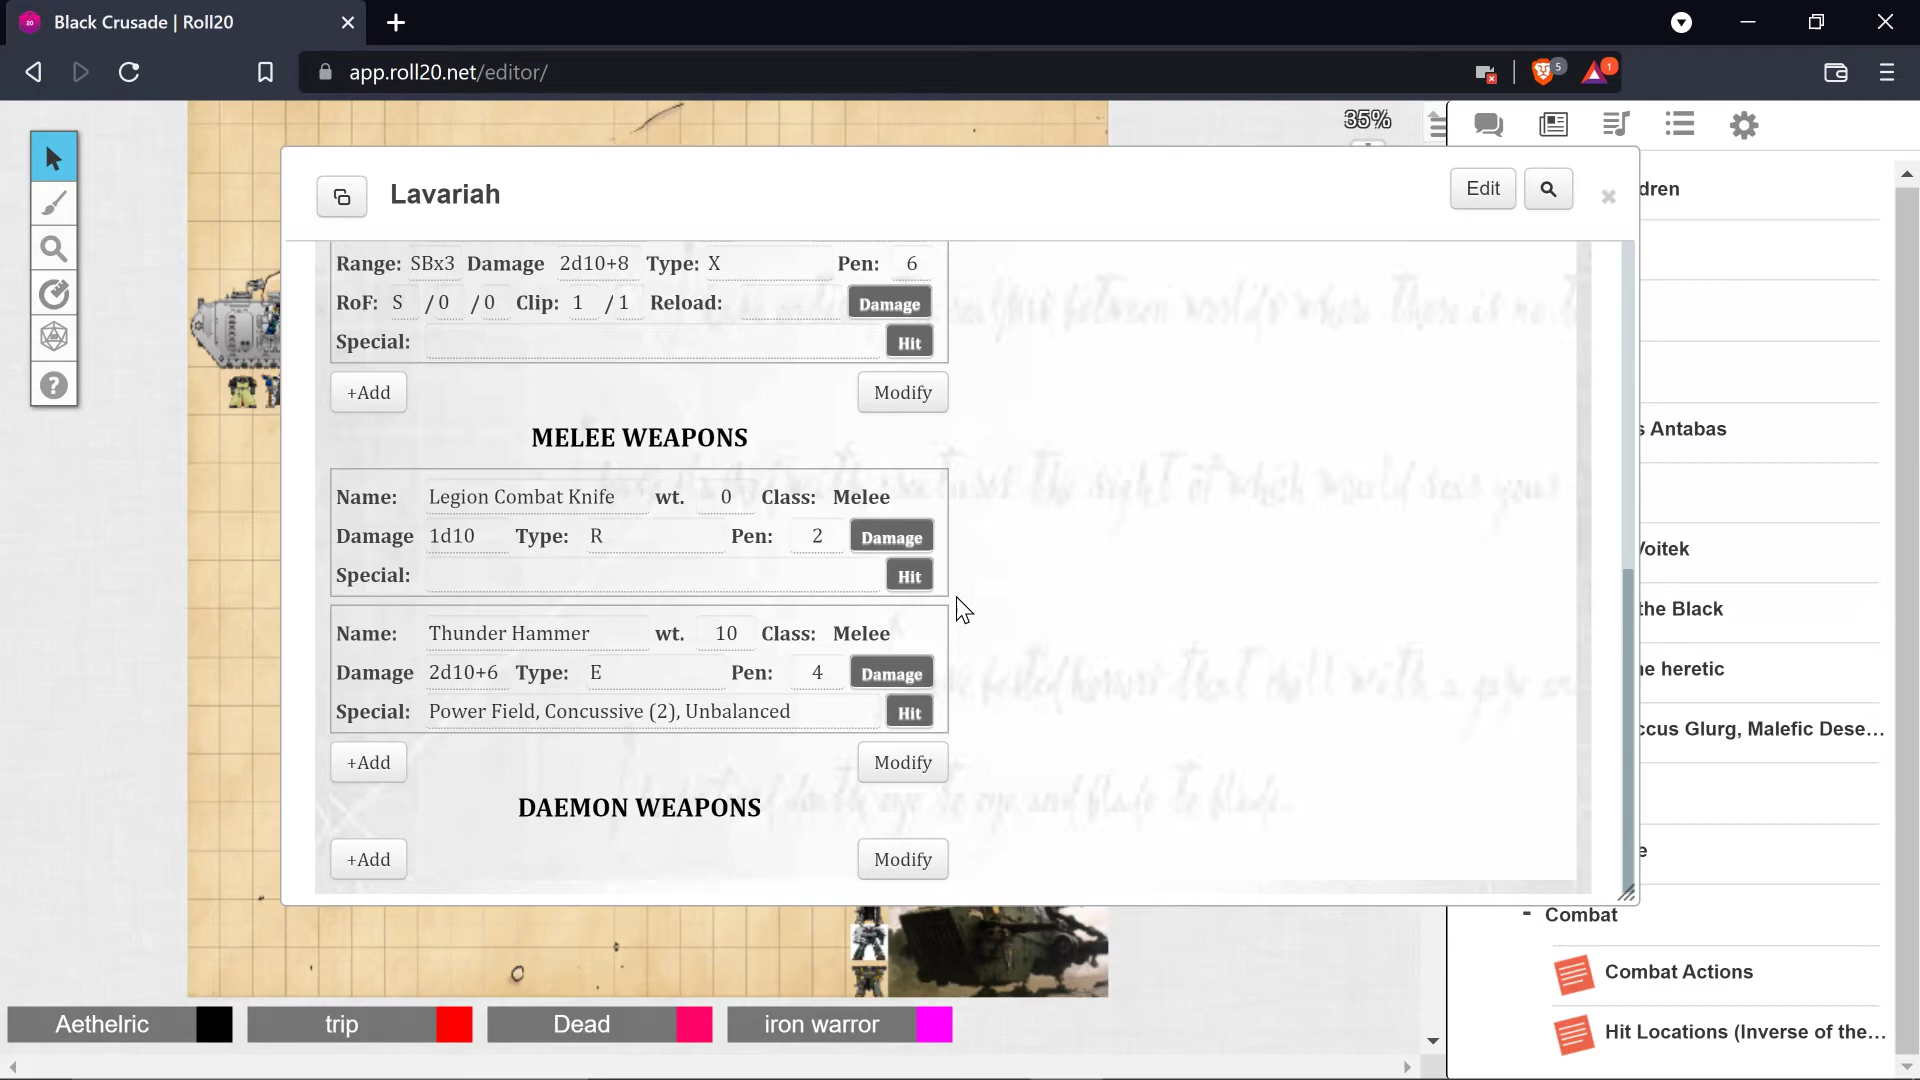 Black Crusade | Roll20
app.roll20.net/editor/
5
1
35%
Lavariah
Edit
Range: SBx3 Damage 2d10+8 Type: X Pen: 6
RoF: S /0 /0 Clip: 1 /1 Reload: Damage
Special: Hit
+Add Modify
MELEE WEAPONS
Name: Legion Combat Knife wt. 0 Class: Melee
Damage 1d10 Type: R Pen: 2 Damage
Special: Hit
Name: Thunder Hammer wt. 10 Class: Melee
Damage 2d10+6 Type: E Pen: 4 Damage
Special: Power Field, Concussive (2), Unbalanced Hit
+Add Modify
DAEMON WEAPONS
+Add Modify
dren
s Antabas
Voitek
the Black
ne heretic
ccus Glurg, Malefic Dese...
e
- Combat
Combat Actions
Hit Locations (Inverse of the...
Aethelric
trip
Dead
iron warror